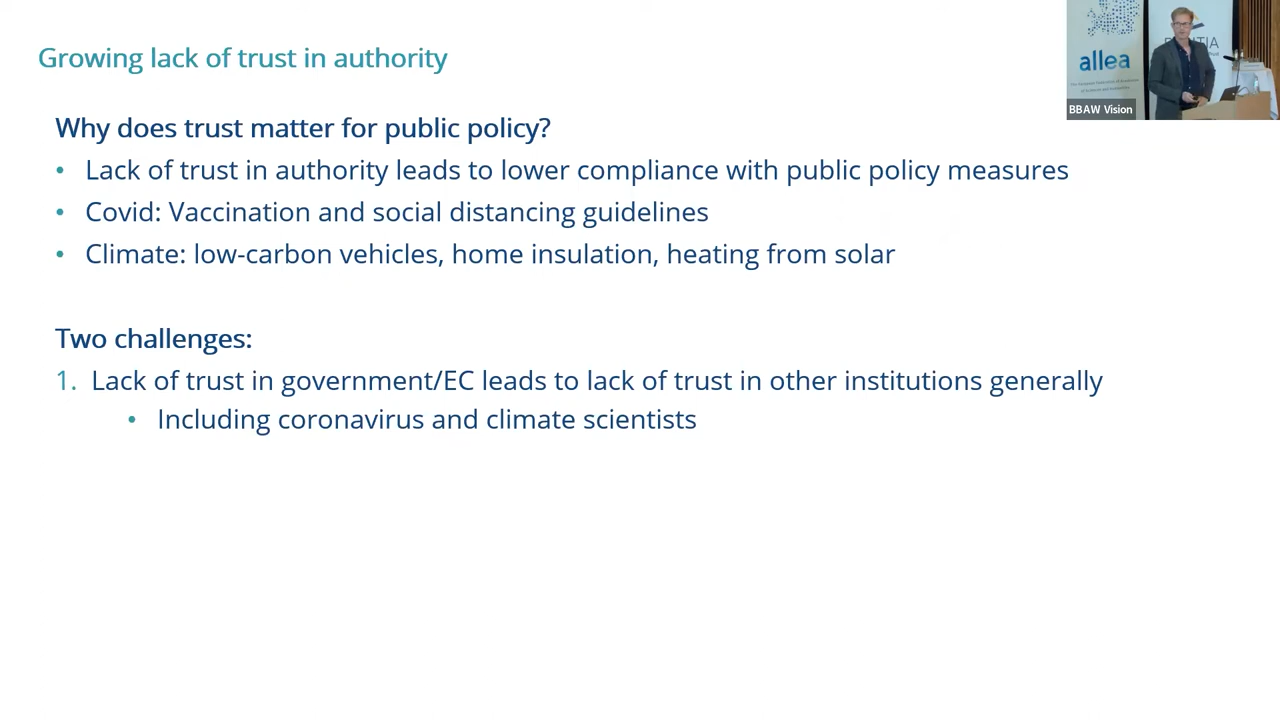 Growing lack of trust in authority
Why does trust matter for public policy?
• Lack of trust in authority leads to lower compliance with public policy measures
• Covid: Vaccination and social distancing guidelines
• Climate: low-carbon vehicles, home insulation, heating from solar
Two challenges:
1. Lack of trust in government/EC leads to lack of trust in other institutions generally
• Including coronavirus and climate scientists
allea
BBAW Vision